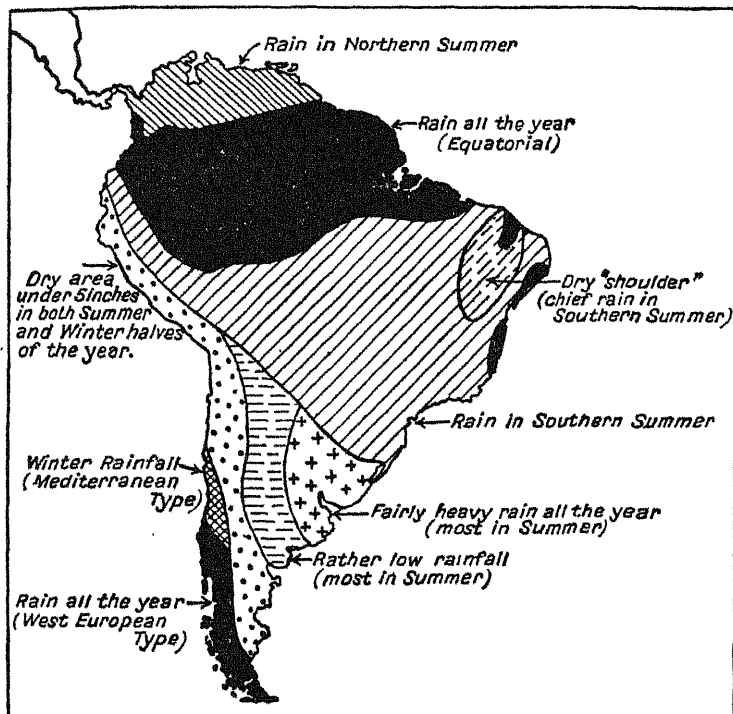 Rain in Northern Summer
Rain all the year
(Equatorial)
Dry area
under 5inches
in both Summer
and Winter halves
of the year.
Dry "shoulder"
(chief rain in
Southern Summer)
Rain in Southern Summer
Winter Rainfall
(Mediterranean
Type)
Fairly heavy rain all the year
(most in Summer)
Rather low rainfall
(most in Summer)
Rain all the year
(West European
Type)